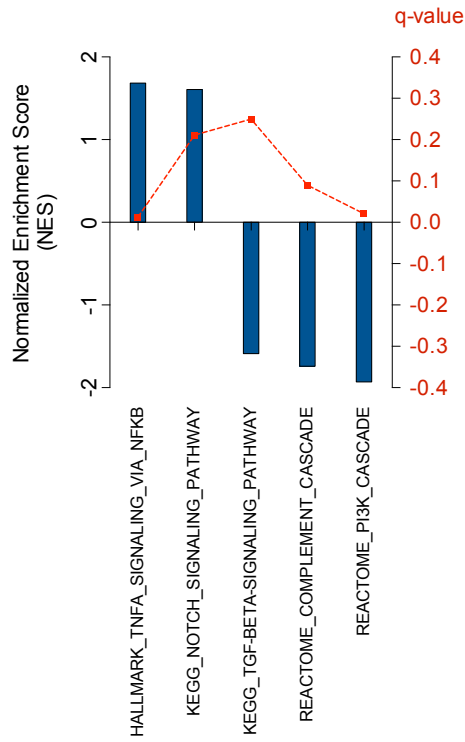 q-value
Normalized Enrichment Score
(NES)
2
1
0
-1
-2
0.4
0.3
0.2
0.1
0.0
-0.1
-0.2
-0.3
-0.4
HALLMARK_TNFA_SIGNALING_VIA_NFKB
KEGG_NOTCH_SIGNALING_PATHWAY
KEGG_TGF-BETA-SIGNALING_PATHWAY
REACTOME_COMPLEMENT_CASCADE
REACTOME_PI3K_CASCADE